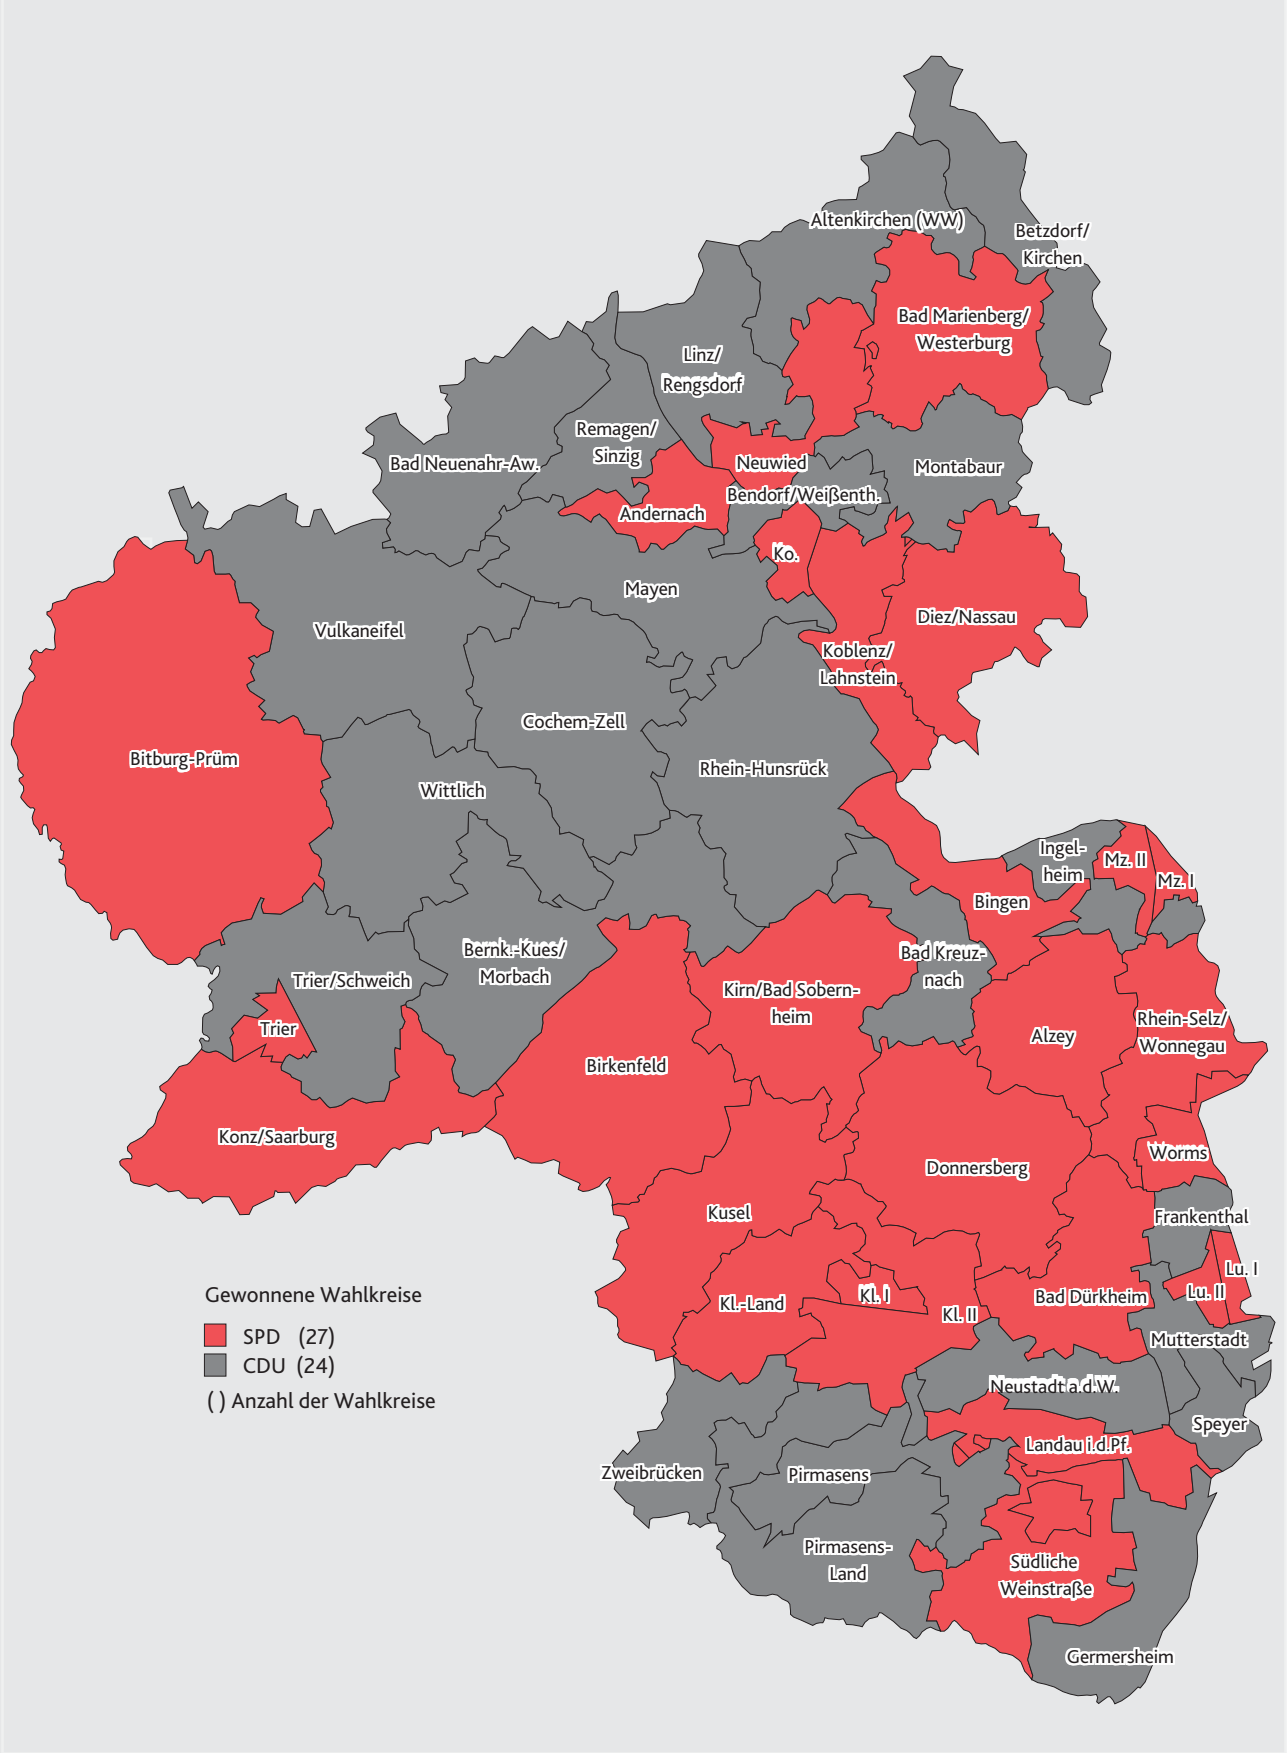 Altenkirchen (WW)
Betzdorf/
Kirchen
Bad Marienberg/
Westerburg
Linz/
Rengsdorf
Remagen/
Sinzig
Bad Neuenahr-Aw.
Neuwied
Montabaur
Bendorf/Weißenth.
Andernach
Ko.
Mayen
Diez/Nassau
Vulkaneifel
Koblenz/
Lahnstein
Cochem-Zell
Bitburg-Prüm
Rhein-Hunsrück
Wittlich
Ingel-
heim
Mz. II
Mz. I
Bingen
Bernk.-Kues/
Morbach
Bad Kreuz-
nach
Trier/Schweich
Kirn/Bad Sobern-
heim
Trier
Alzey
Rhein-Selz/
Wonnegau
Birkenfeld
Konz/Saarburg
Worms
Donnersberg
Kusel
Frankenthal
Lu. I
Lu. II
Kl. I
Kl.-Land
Kl. II
Bad Dürkheim
Mutterstadt
Gewonnene Wahlkreise
SPD (27)
CDU (24)
( ) Anzahl der Wahlkreise
Neustadt a.d.W.
Speyer
Landau i.d.Pf.
Zweibrücken
Pirmasens
Pirmasens-
Land
Südliche
Weinstraße
Germersheim